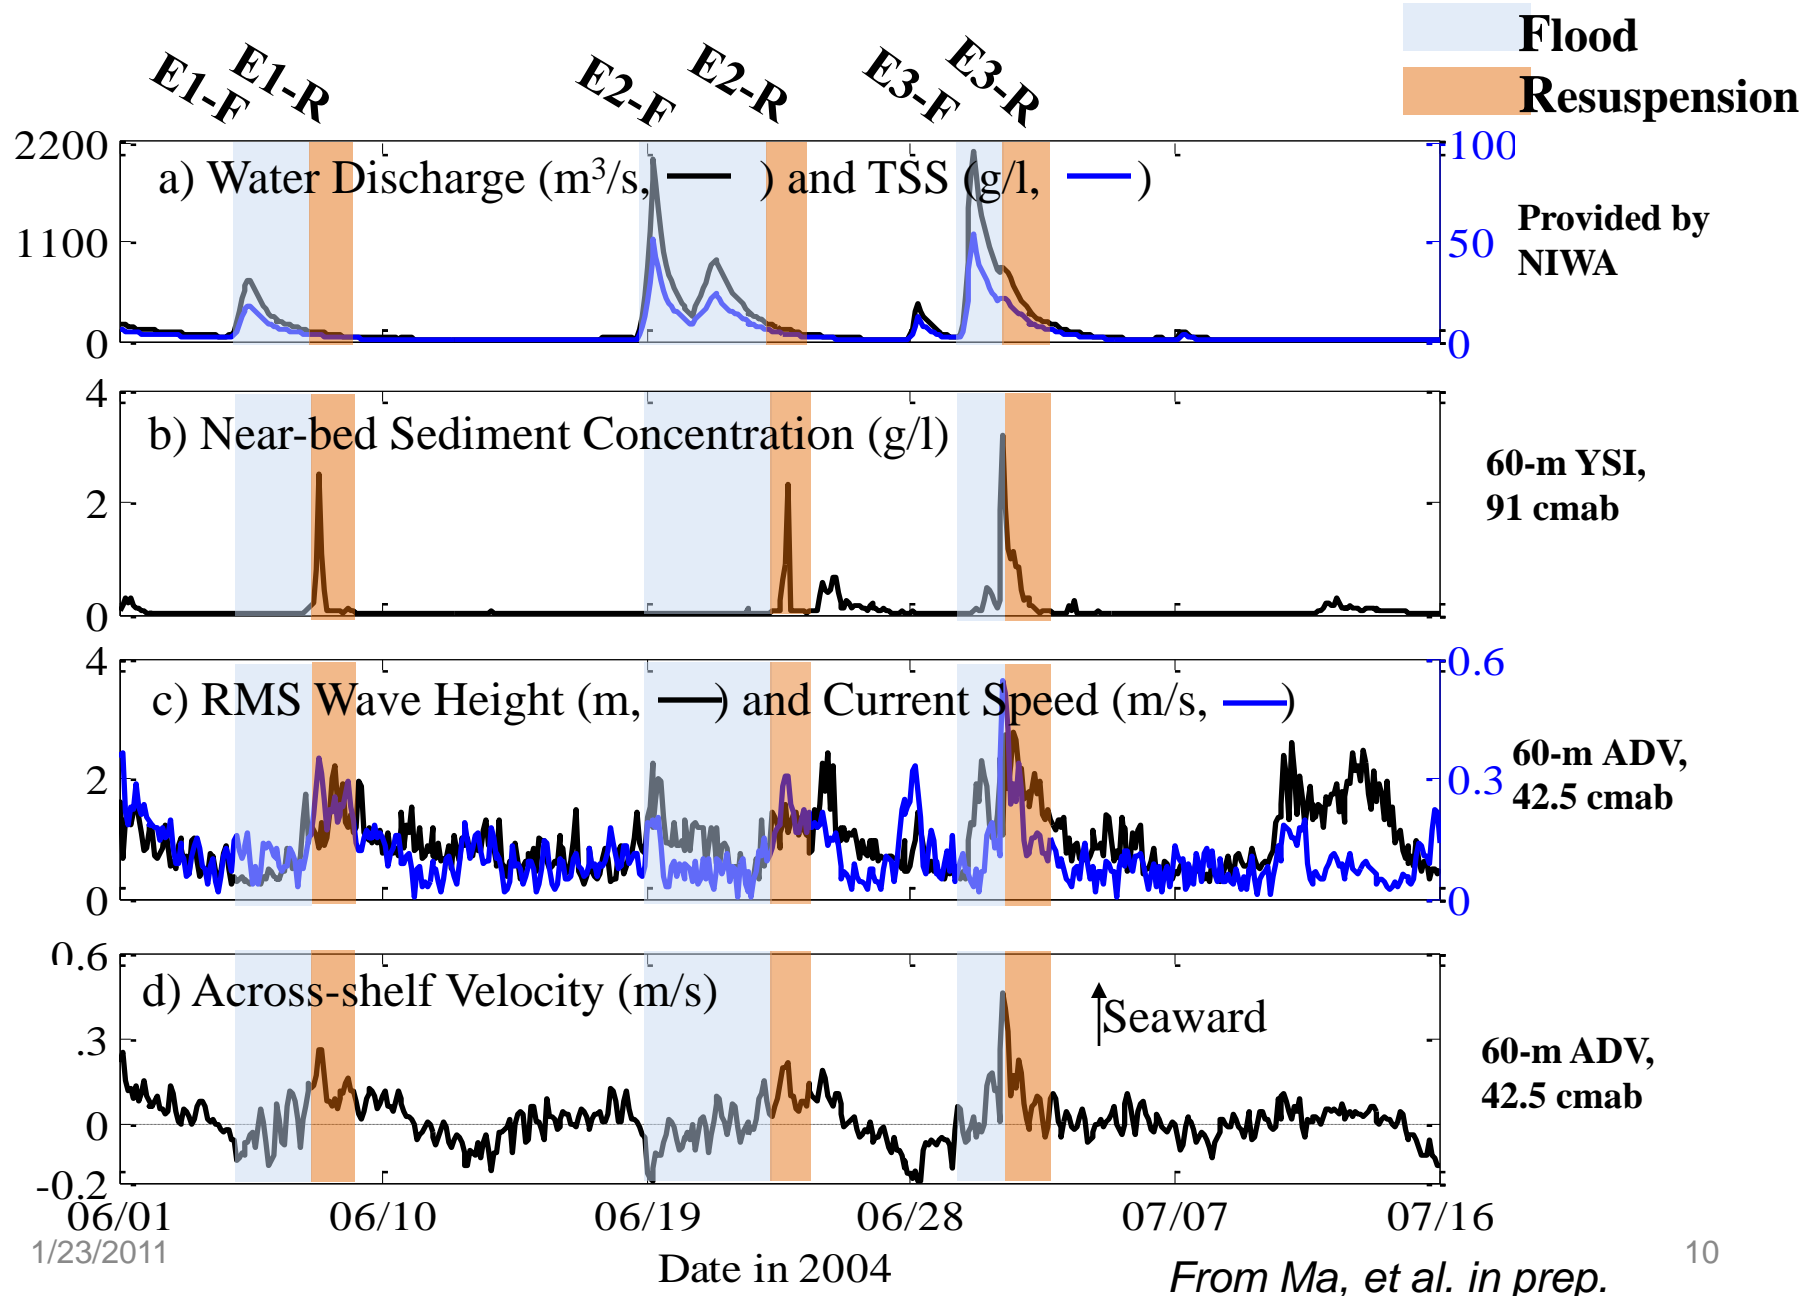 Flood
Resuspension
E1-F
E1-R
E2-F
E2-R
E3-F
E3-R
2200
1100
0
a) Water Discharge (m³/s, ) and TSS (g/l, )
100
50
0
Provided by
NIWA
4
2
0
b) Near-bed Sediment Concentration (g/l)
60-m YSI,
91 cmab
4
2
0
c) RMS Wave Height (m, ) and Current Speed (m/s, )
0.6
0.3
0
60-m ADV,
42.5 cmab
0.6
.3
0
-0.2
d) Across-shelf Velocity (m/s)
Seaward
60-m ADV,
42.5 cmab
06/01
06/10
06/19
06/28
07/07
07/16
Date in 2004
1/23/2011
From Ma, et al. in prep.
10